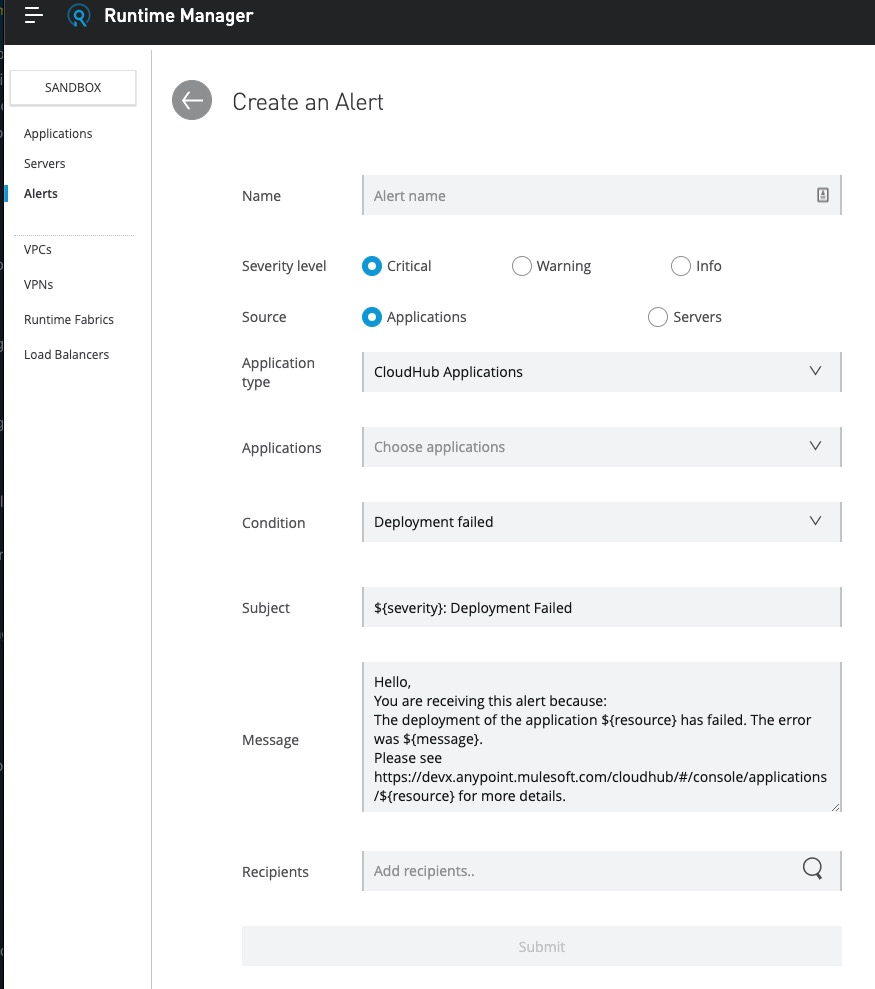 Runtime Manager
SANDBOX
Applications
Servers
Alerts
VPCs
VPNs
Runtime Fabrics
Load Balancers
Create an Alert
Name
Alert name
Severity level
Critical
Warning
Info
Source
Applications
Servers
Application
type
CloudHub Applications
Applications
Choose applications
Condition
Deployment failed
Subject
${severity}: Deployment Failed
Message
Hello,
You are receiving this alert because:
The deployment of the application ${resource} has failed. The error
was ${message}.
Please see
https://devx.anypoint.mulesoft.com/cloudhub/#/console/applications
/${resource} for more details.
Recipients
Add recipients..
Submit